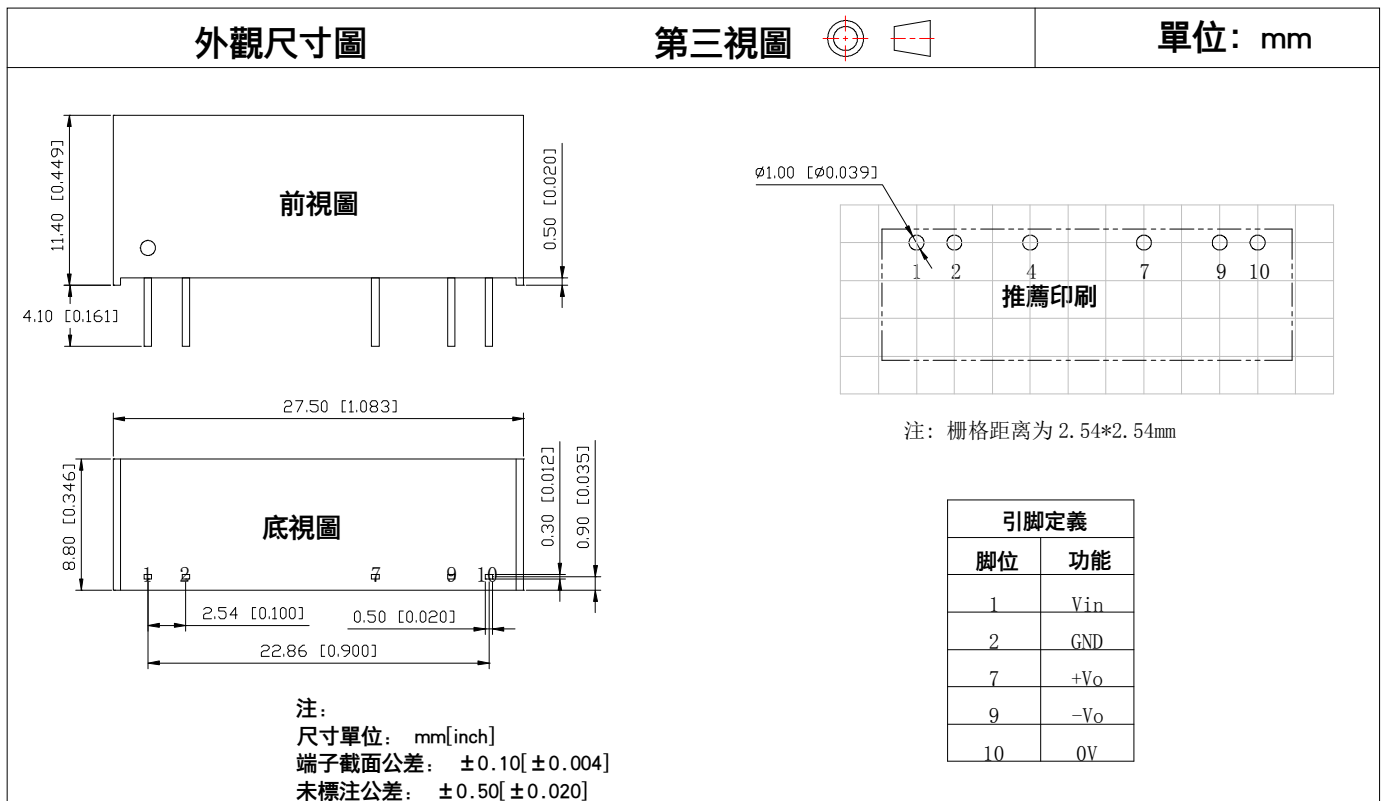 外觀尺寸圖
第三視圖
單位: mm
11.40 [0.449]
前視圖
0.50 [0.020]
4.10 [0.161]
27.50 [1.083]
8.80 [0.346]
底視圖
0.30 [0.012]
0.90 [0.035]
1 2 7 9 10
2.54 [0.100]
0.50 [0.020]
22.86 [0.900]
注:
尺寸單位: mm[inch]
端子截面公差: ±0.10[±0.004]
未標注公差: ±0.50[±0.020]
ø1.00 [ø0.039]
1 2 4 7 9 10
推薦印刷
注: 栅格距离为 2.54*2.54mm
引脚定義
脚位 功能
1 Vin
2 GND
7 +Vo
9 -Vo
10 0V